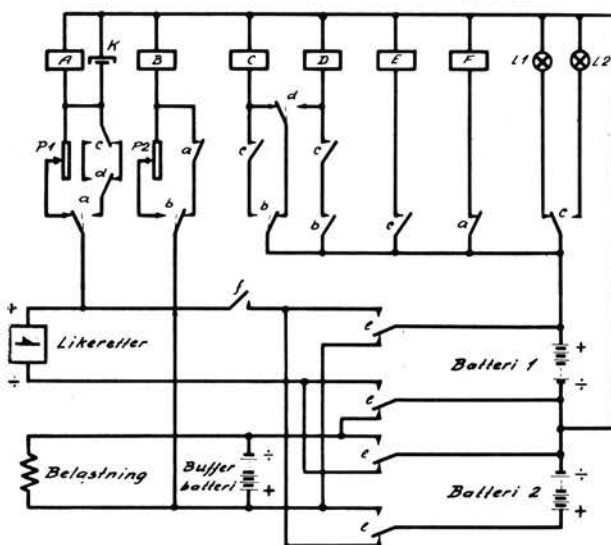 A K B C D E F L1 L2
d
P1 c P2 a c c
d
a b b b c a c
+ f
Likeretter e
÷
e Batteri 1 + ÷
Belastning Buffer batteri ÷ + e
e Batteri 2 ÷ +